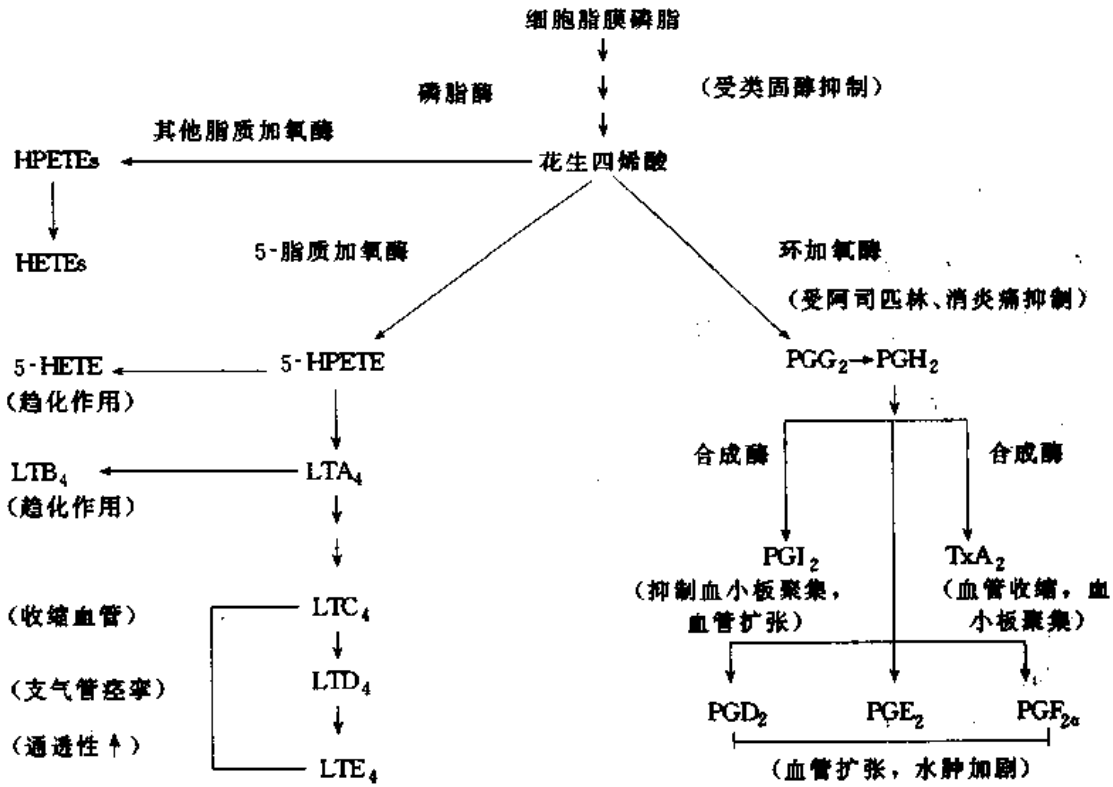 细胞脂膜磷脂
磷脂酶
(受类固醇抑制)
其他脂质加氧酶
HPETEs
花生四烯酸
HETEs
5-脂质加氧酶
环加氧酶
(受阿司匹林、消炎痛抑制)
5-HETE
5-HPETE
PGG₂→PGH₂
(趋化作用)
合成酶
合成酶
LTB₄
LTA₄
(趋化作用)
PGI₂
TxA₂
(抑制血小板聚集,
血管扩张)
(血管收缩,血
小板聚集)
(收缩血管)
LTC₄
(支气管痉挛)
LTD₄
PGD₂
PGE₂
PGF₂α
(通透性↑)
LTE₄
(血管扩张,水肿加剧)